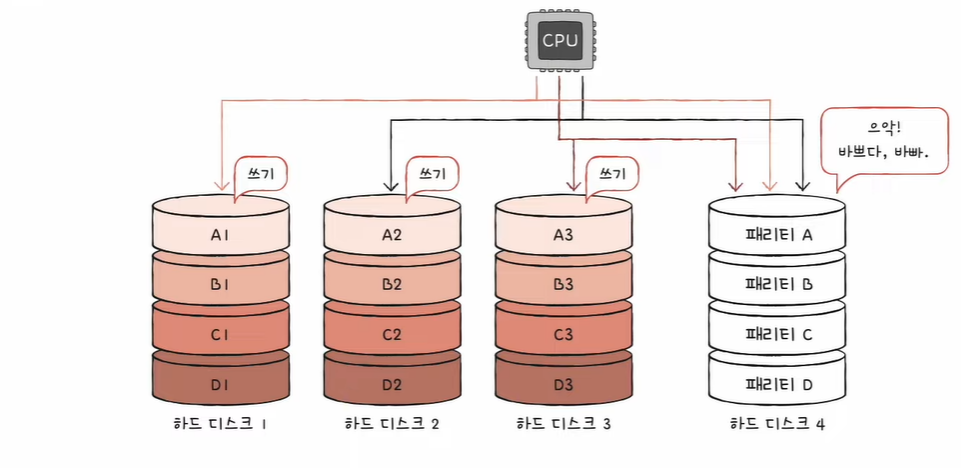 CPU
으악!
바쁘다, 바빠.
쓰기
쓰기
쓰기
A1
A2
A3
패리티 A
B1
B2
B3
패리티 B
C1
C2
C3
패리티 C
D1
D2
D3
패리티 D
하드 디스크 1
하드 디스크 2
하드 디스크 3
하드 디스크 4